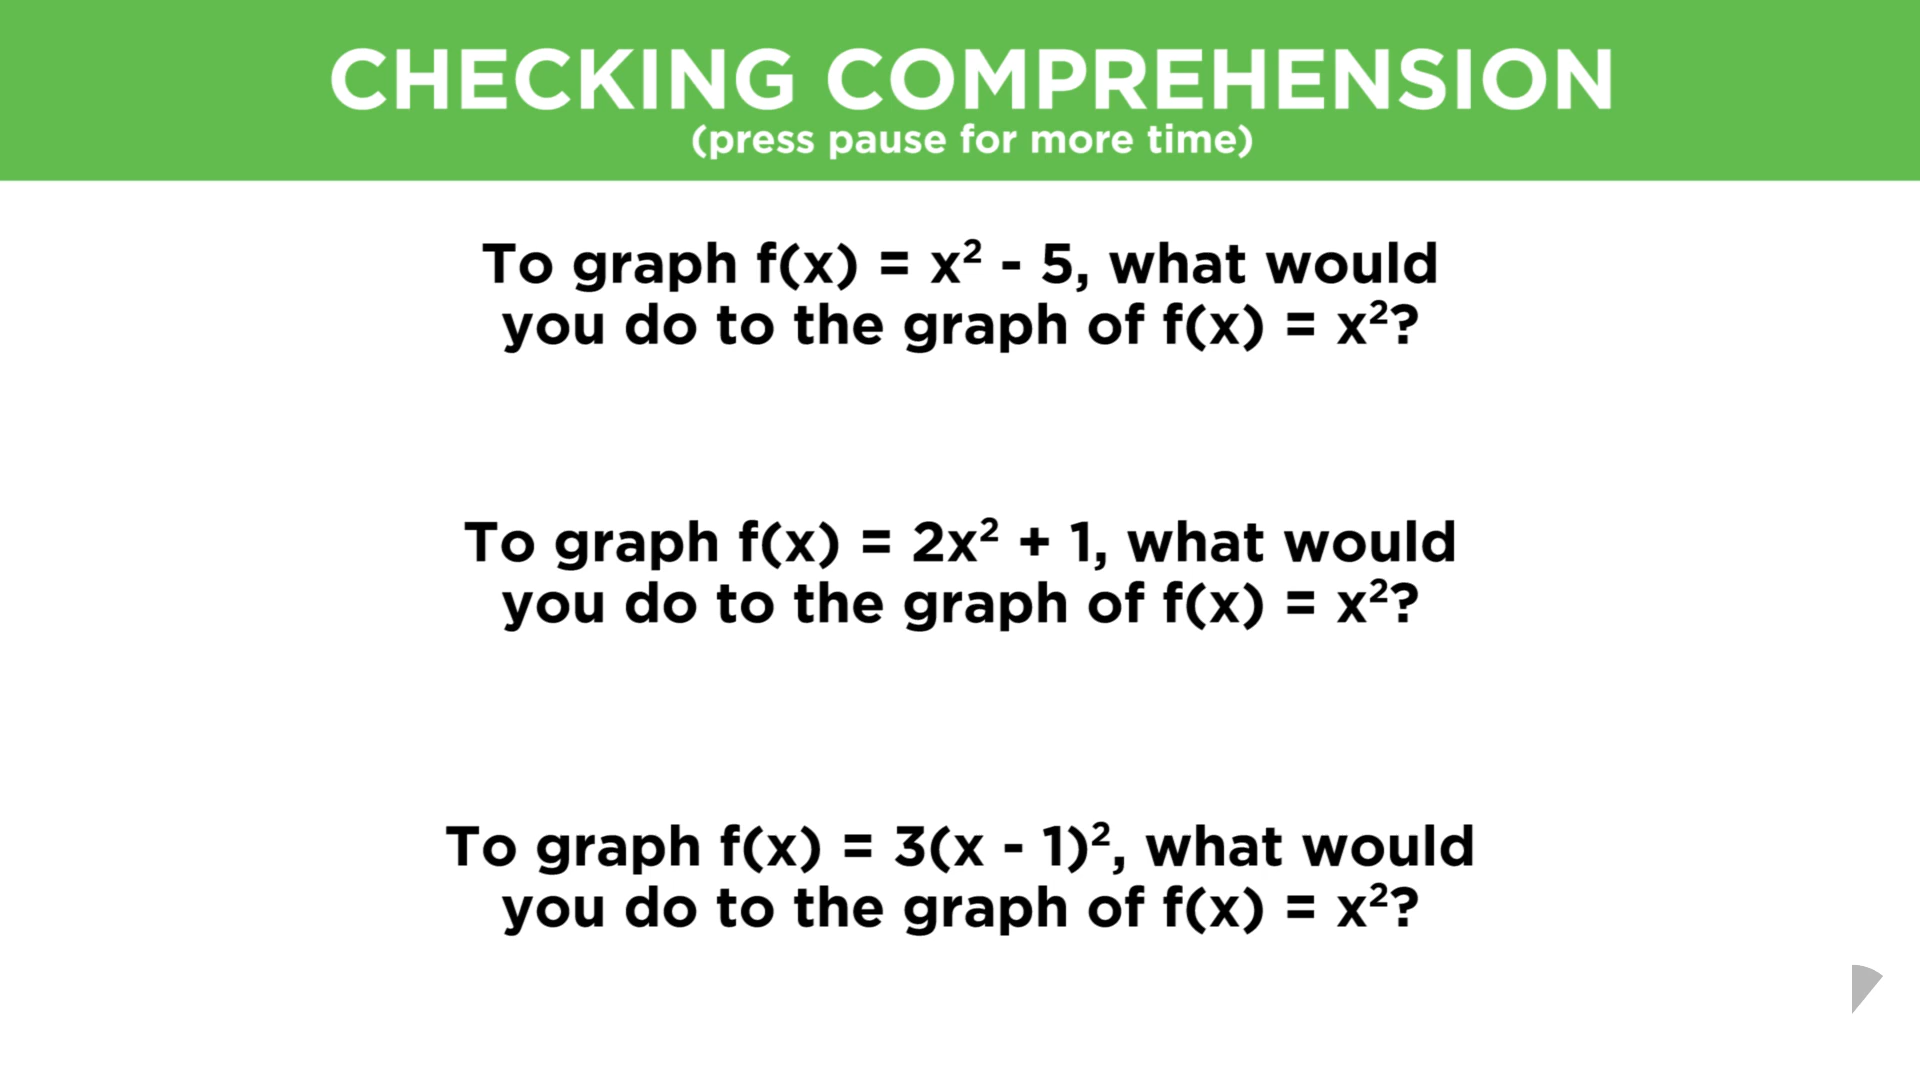 CHECKING COMPREHENSION
(press pause for more time)
To graph f(x) = x² - 5, what would
you do to the graph of f(x) = x²?
To graph f(x) = 2x² + 1, what would
you do to the graph of f(x) = x²?
To graph f(x) = 3(x - 1)², what would
you do to the graph of f(x) = x²?